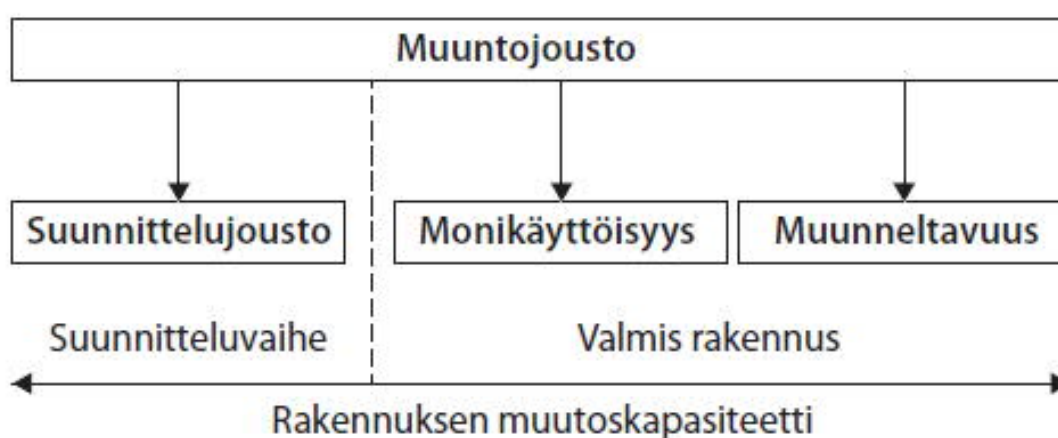 Muuntojousto
Suunnittelujousto
Monikäyttöisyys
Muunneltavuus
Suunnitteluvaihe
Valmis rakennus
Rakennuksen muutoskapasiteetti